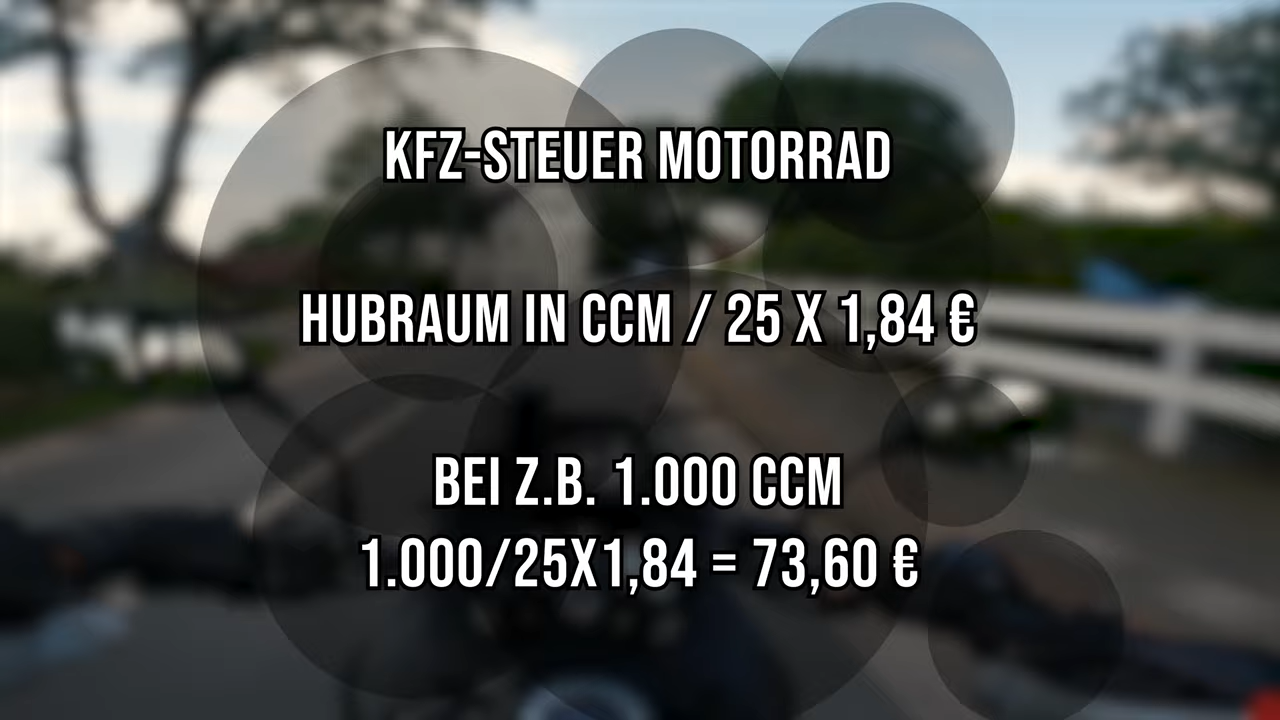 KFZ-STEUER MOTORRAD
HUBRAUM IN CCM / 25 X 1,84 €
BEI Z.B. 1.000 CCM
1.000/25X1,84 = 73,60 €